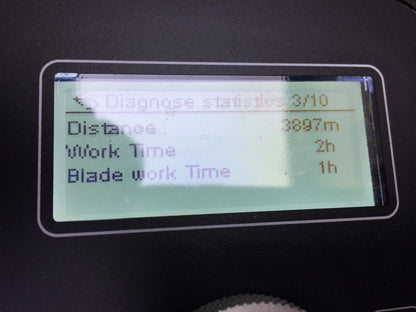 Diagnose statistics 3/10
Distance 3897m
Work Time 2h
Blade work Time 1h